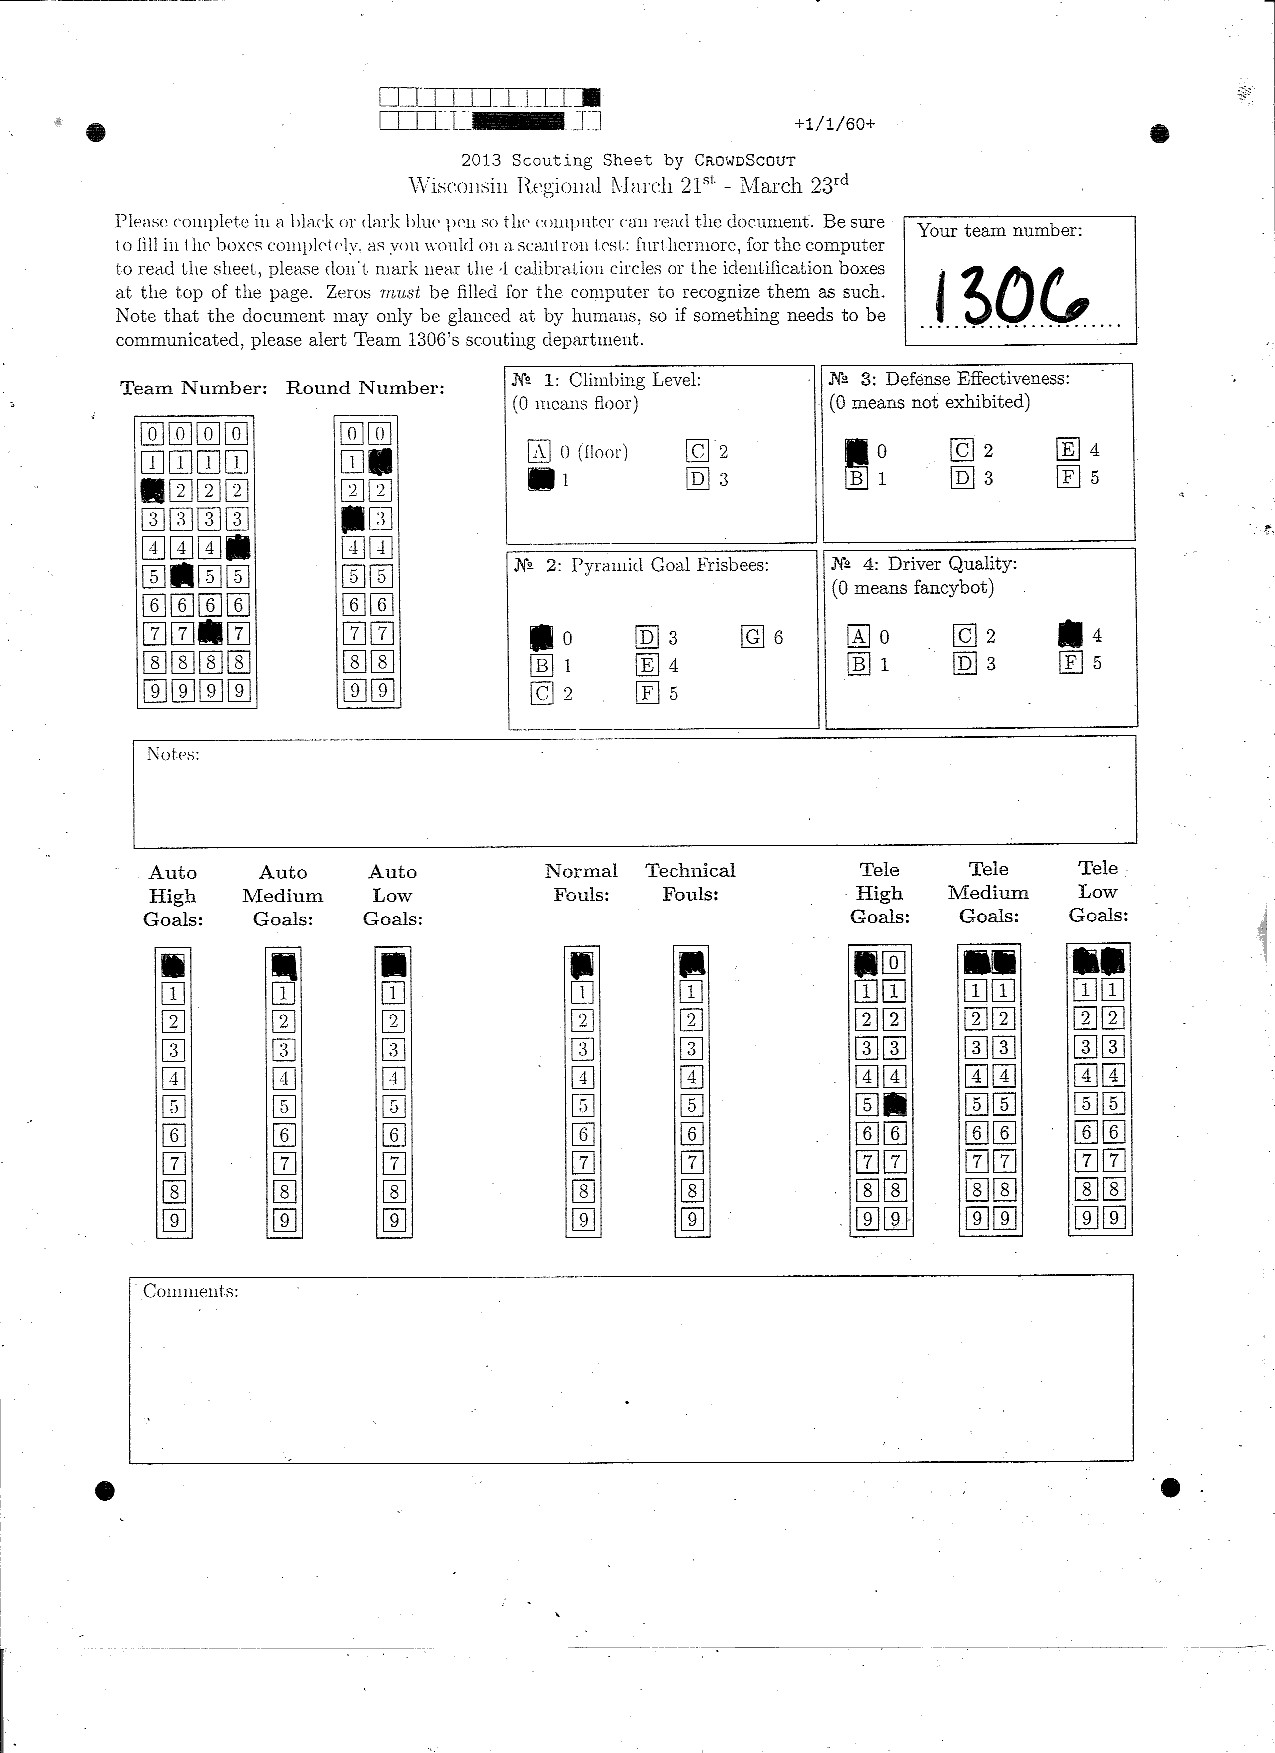 +1/1/60+
2013 Scouting Sheet by CROWDSCOUT
Wisconsin Regional March 21st - March 23rd
Please complete in a black or dark blue pen so the computer can read the document. Be sure
to fill in the boxes completely, as you would on a scantron test; furthermore, for the computer
to read the sheet, please don't mark near the 4 calibration circles or the identification boxes
at the top of the page. Zeros must be filled for the computer to recognize them as such.
Note that the document may only be glanced at by humans, so if something needs to be
communicated, please alert Team 1306's scouting department.
Your team number:
1306
Team Number: Round Number:
0 0 0 0 0 0
1 1 1 1 1
2 2 2 2 2
3 3 3 3 3
4 4 4 4 4
5 5 5 5 5
6 6 6 6 6 6
7 7 7 7 7
8 8 8 8 8 8
9 9 9 9 9 9
№ 1: Climbing Level:
(0 means floor)
A 0 (floor) C 2
1 D 3
№ 3: Defense Effectiveness:
(0 means not exhibited)
0 C 2 E 4
B 1 D 3 F 5
№ 2: Pyramid Goal Frisbees:
0 D 3 G 6
B 1 E 4
C 2 F 5
№ 4: Driver Quality:
(0 means fancybot)
A 0 C 2 4
B 1 D 3 F 5
Notes:
Auto High Goals: Auto Medium Goals: Auto Low Goals: Normal Fouls: Technical Fouls: Tele High Goals: Tele Medium Goals: Tele Low Goals:
0
1 1 1 1 1 1 1 1 1 1 1
2 2 2 2 2 2 2 2 2 2 2
3 3 3 3 3 3 3 3 3 3 3
4 4 4 4 4 4 4 4 4 4 4
5 5 5 5 5 5 5 5 5 5
6 6 6 6 6 6 6 6 6 6 6
7 7 7 7 7 7 7 7 7 7 7
8 8 8 8 8 8 8 8 8 8 8
9 9 9 9 9 9 9 9 9 9 9
Comments: